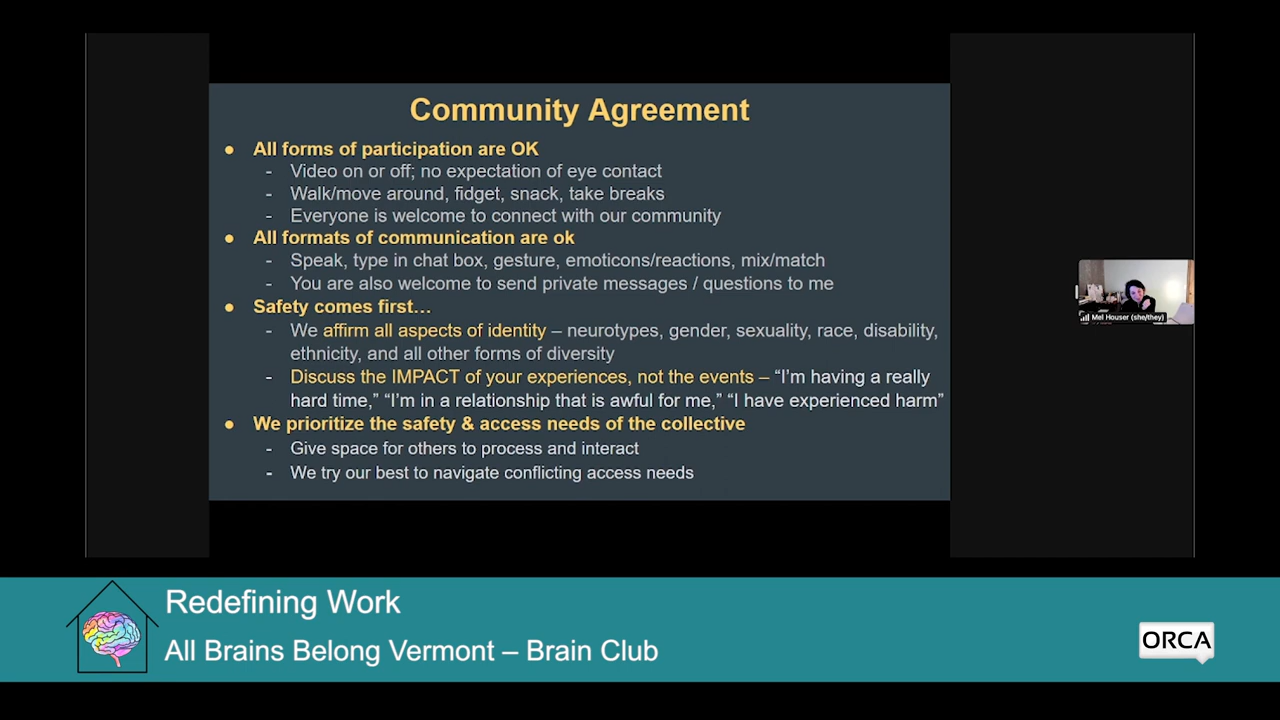 Community Agreement
● All forms of participation are OK
- Video on or off; no expectation of eye contact
- Walk/move around, fidget, snack, take breaks
- Everyone is welcome to connect with our community
● All formats of communication are ok
- Speak, type in chat box, gesture, emoticons/reactions, mix/match
- You are also welcome to send private messages / questions to me
● Safety comes first…
- We affirm all aspects of identity – neurotypes, gender, sexuality, race, disability,
ethnicity, and all other forms of diversity
- Discuss the IMPACT of your experiences, not the events – “I’m having a really
hard time,” “I’m in a relationship that is awful for me,” “I have experienced harm”
● We prioritize the safety & access needs of the collective
- Give space for others to process and interact
- We try our best to navigate conflicting access needs
Mel Houser (she/they)
Redefining Work
All Brains Belong Vermont – Brain Club
ORCA